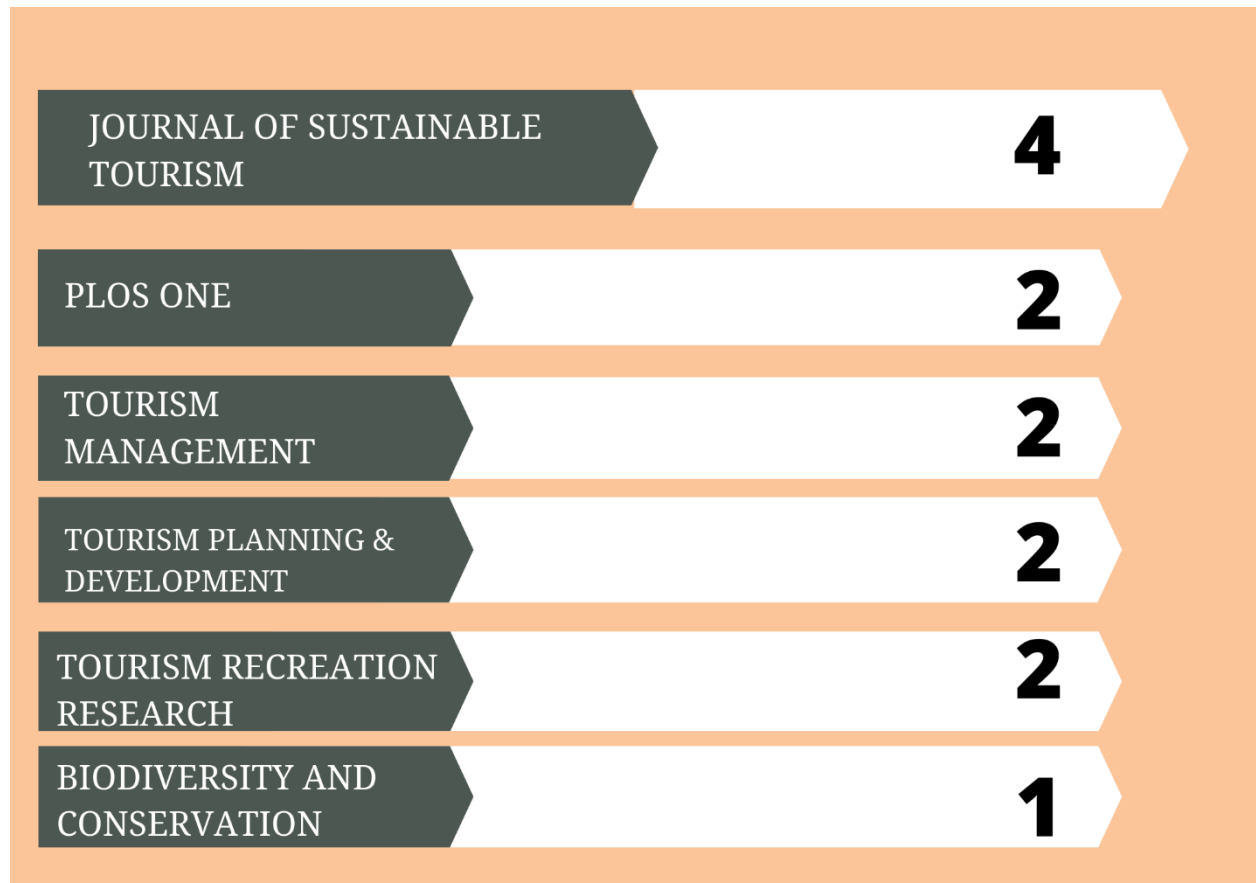 JOURNAL OF SUSTAINABLE
TOURISM
4
PLOS ONE
2
TOURISM
MANAGEMENT
2
TOURISM PLANNING &
DEVELOPMENT
2
TOURISM RECREATION
RESEARCH
2
BIODIVERSITY AND
CONSERVATION
1